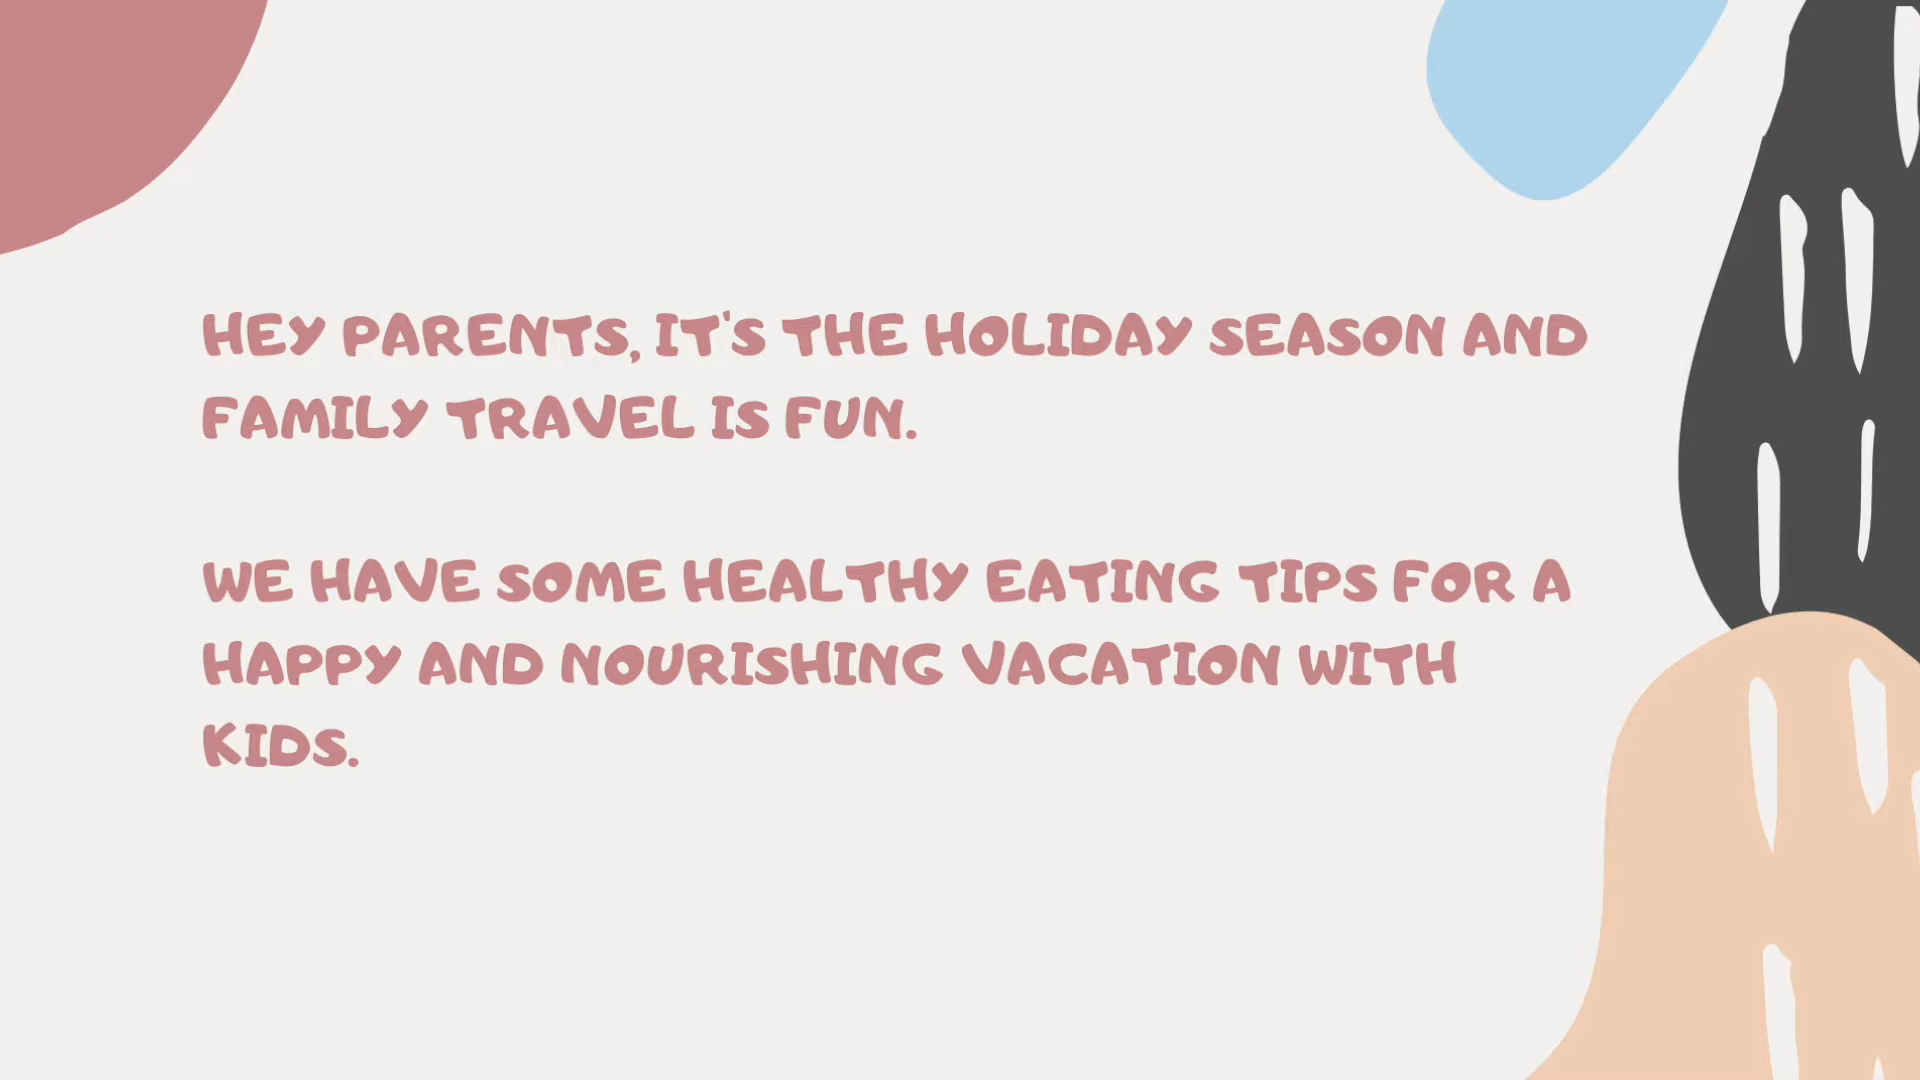 HEY PARENTS, IT'S THE HOLIDAY SEASON AND
FAMILY TRAVEL IS FUN.
WE HAVE SOME HEALTHY EATING TIPS FOR A
HAPPY AND NOURISHING VACATION WITH
KIDS.